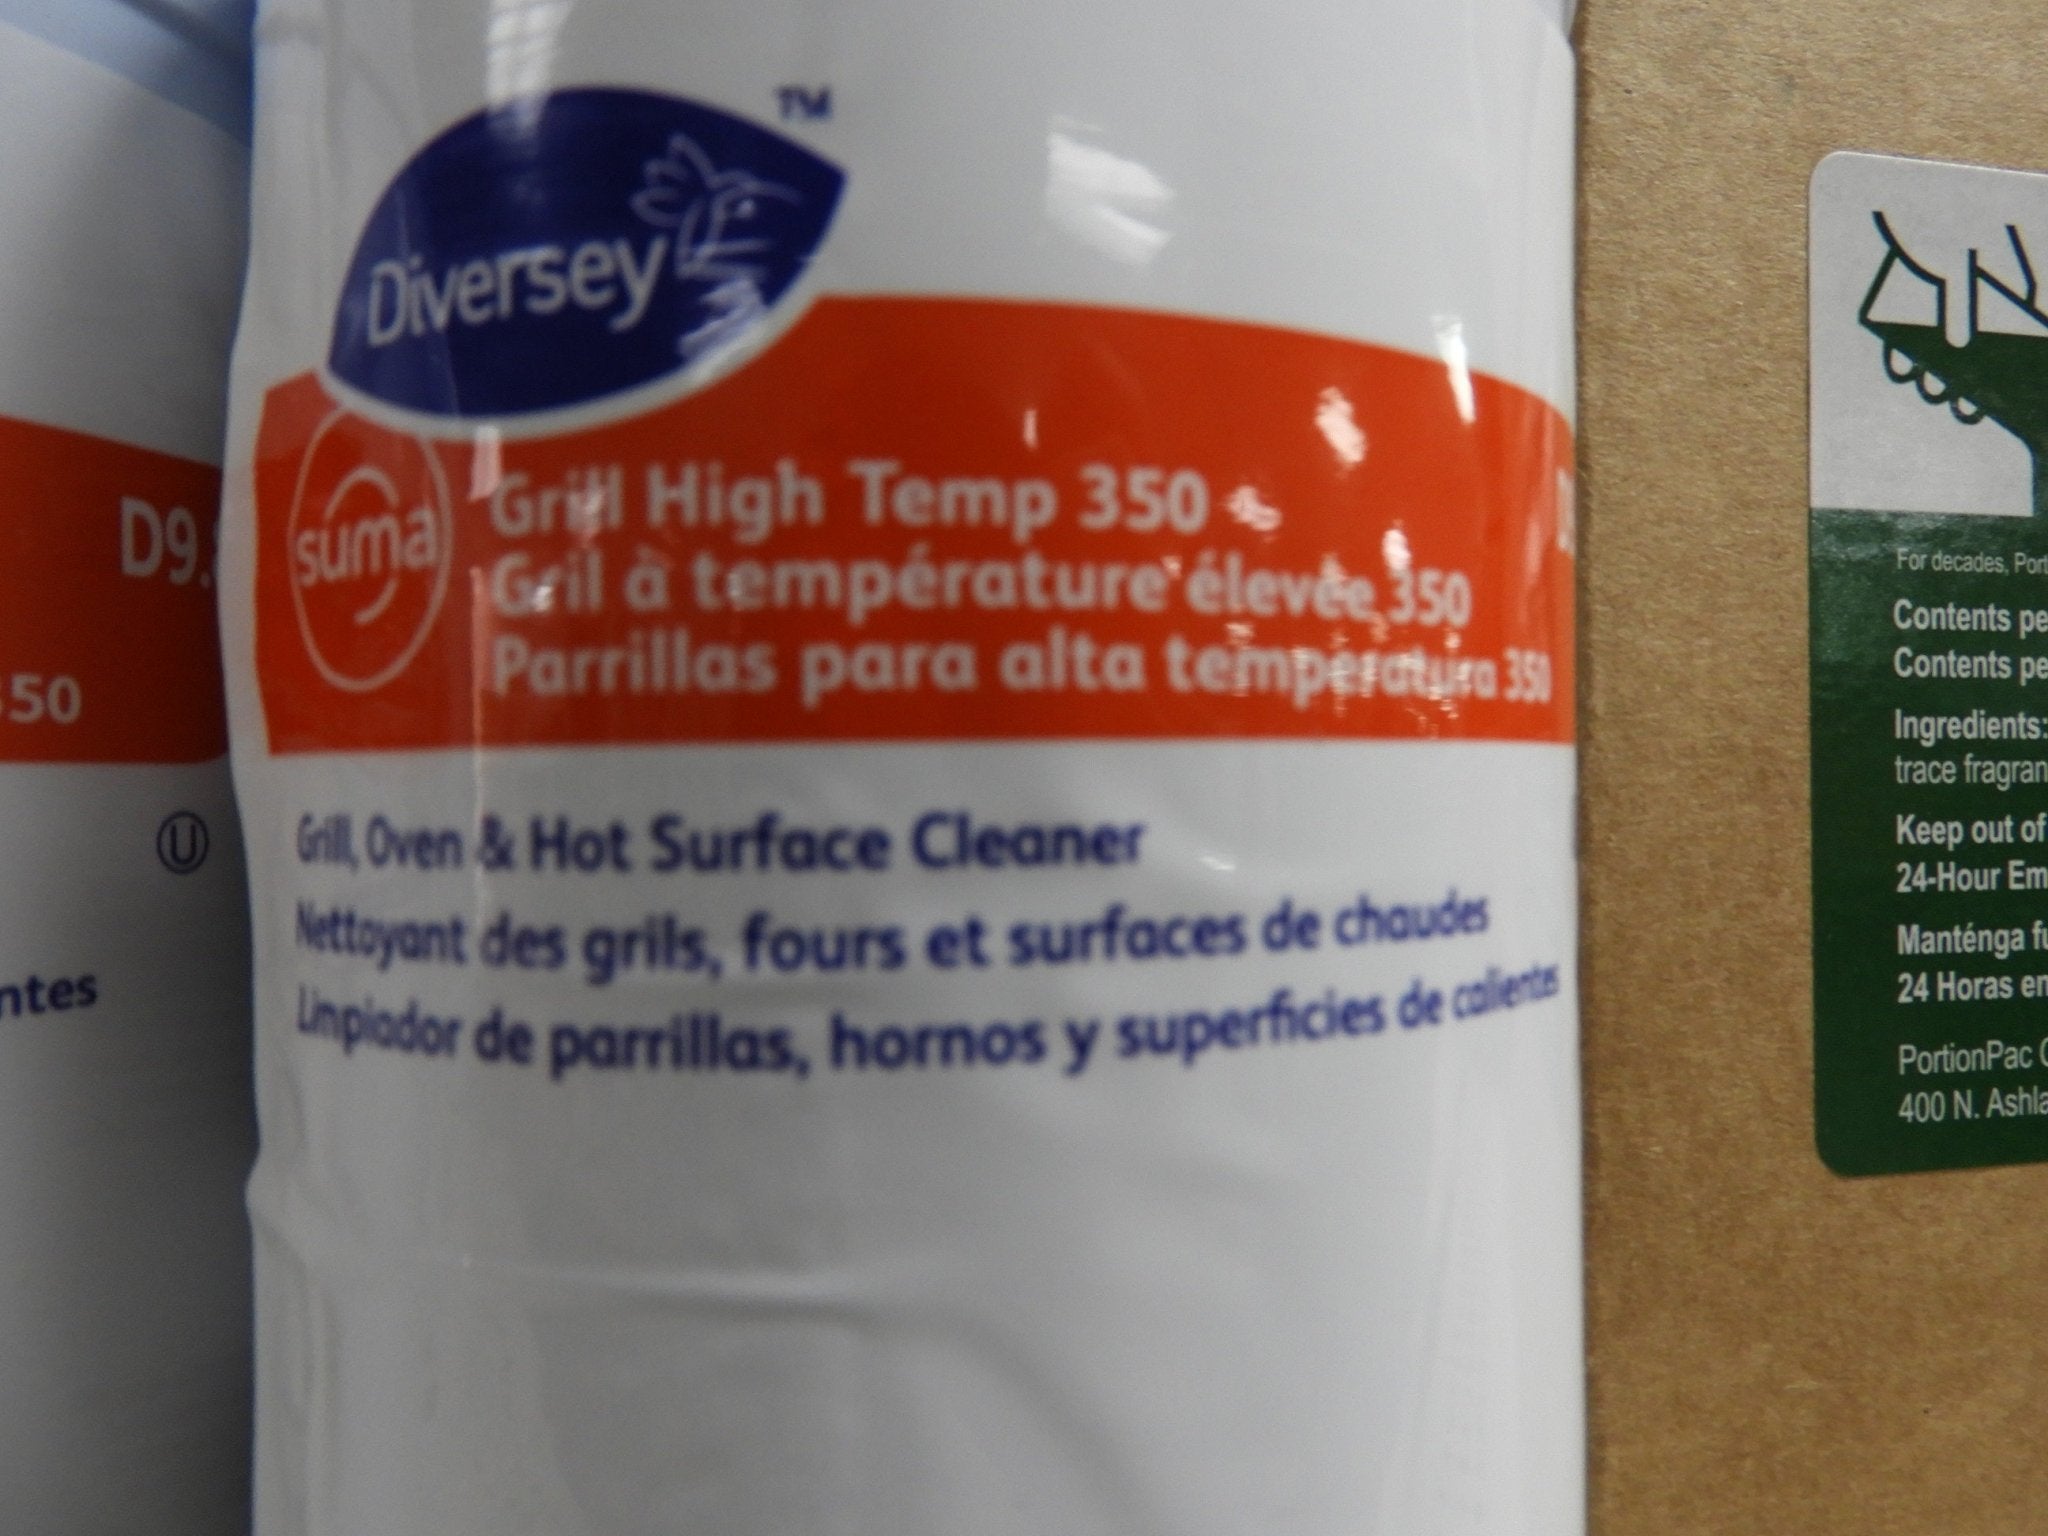 D9.
350
U
ntes
TM
Diversey
suma
Grill High Temp 350
Gril à température élevée 350
Parrillas para alta temperatura 350
Grill, Oven & Hot Surface Cleaner
Nettoyant des grils, fours et surfaces de chaudes
Limpiador de parrillas, hornos y superficies de calientes
For decades, Port
Contents pe
Contents pe
Ingredients:
trace fragran
Keep out of
24-Hour Em
Manténga fu
24 Horas en
PortionPac C
400 N. Ashla